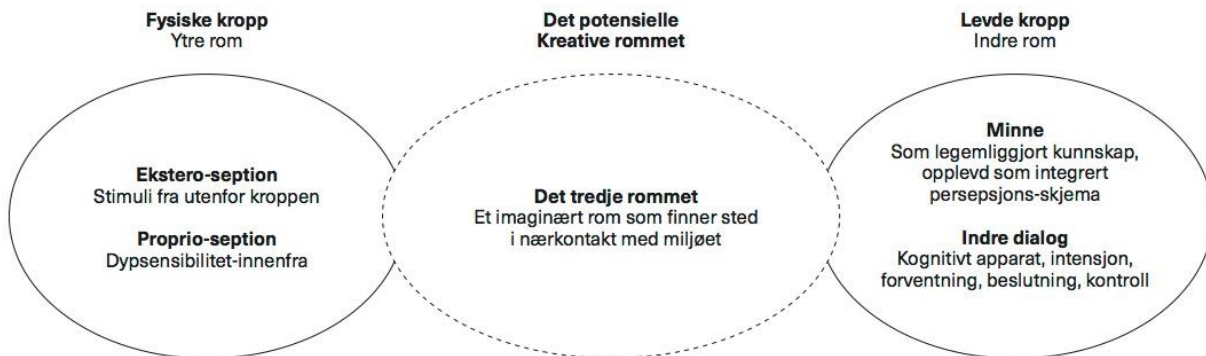 Fysiske kropp
Ytre rom
Det potensielle
Kreative rommet
Levde kropp
Indre rom
Ekstero-seption
Stimuli fra utenfor kroppen
Proprio-seption
Dypsensibilitet-innenfra
Det tredje rommet
Et imaginært rom som finner sted
i nærkontakt med miljøet
Minne
Som legemliggjort kunnskap,
opplevd som integrert
persepsjons-skjema
Indre dialog
Kognitivt apparat, intensjon,
forventning, beslutning, kontroll